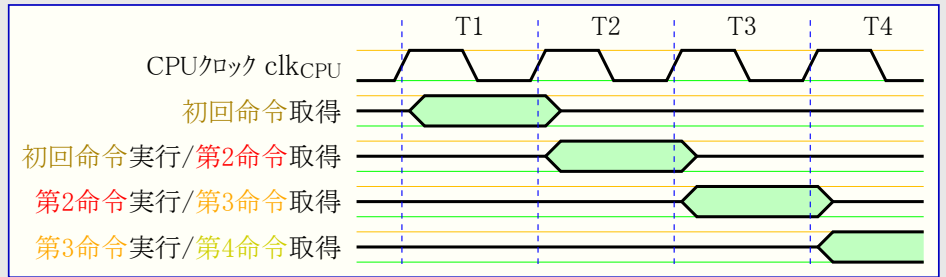 T1 T2 T3 T4
CPUｸﾛｯｸ clkCPU
初回命令取得
初回命令実行/第2命令取得
第2命令実行/第3命令取得
第3命令実行/第4命令取得